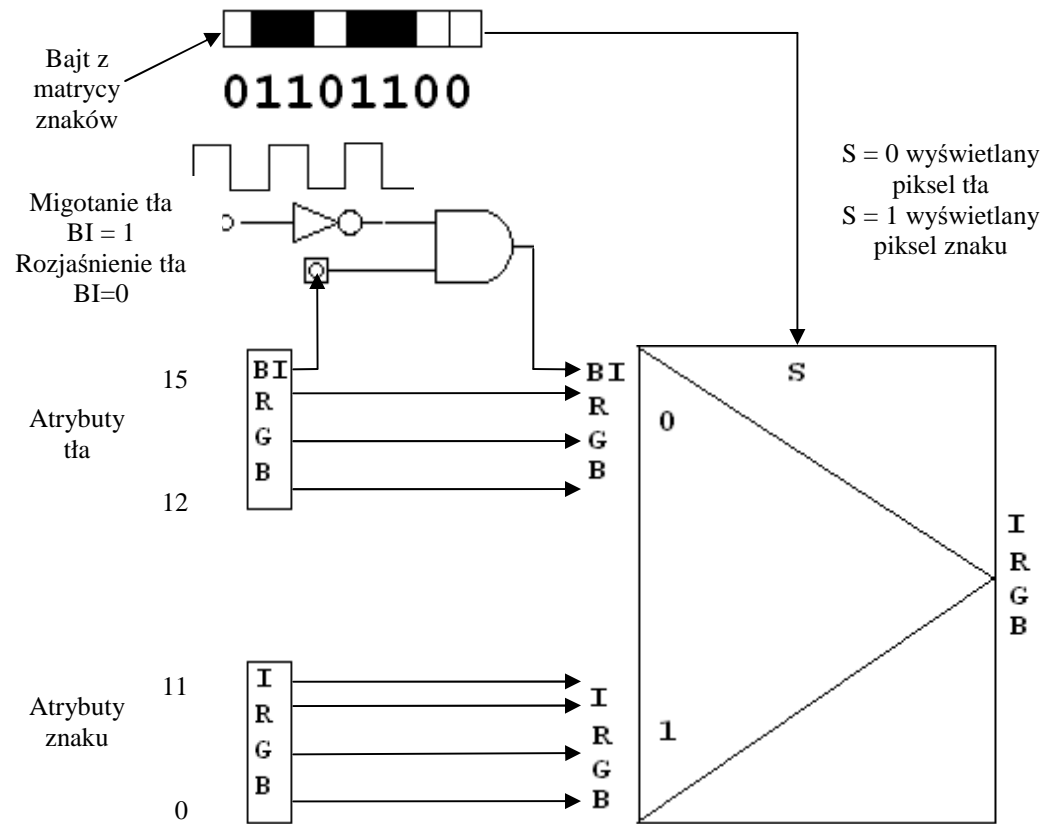 Bajt z
matrycy
znaków
01101100
S = 0 wyświetlany
piksel tła
S = 1 wyświetlany
piksel znaku
Migotanie tła
BI = 1
Rozjaśnienie tła
BI=0
15
Atrybuty
tła
12
BI
R
G
B
BI
R
G
B
S
0
1
I
R
G
B
11
Atrybuty
znaku
0
I
R
G
B
I
R
G
B